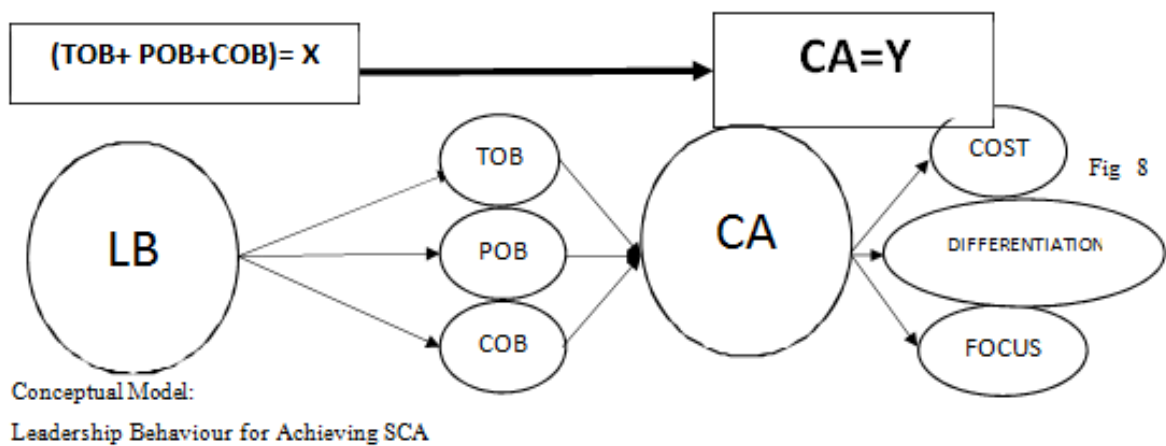 (TOB+ POB+COB)= X
CA=Y
LB
TOB
POB
COB
CA
COST
DIFFERENTIATION
FOCUS
Fig 8
Conceptual Model:
Leadership Behaviour for Achieving SCA